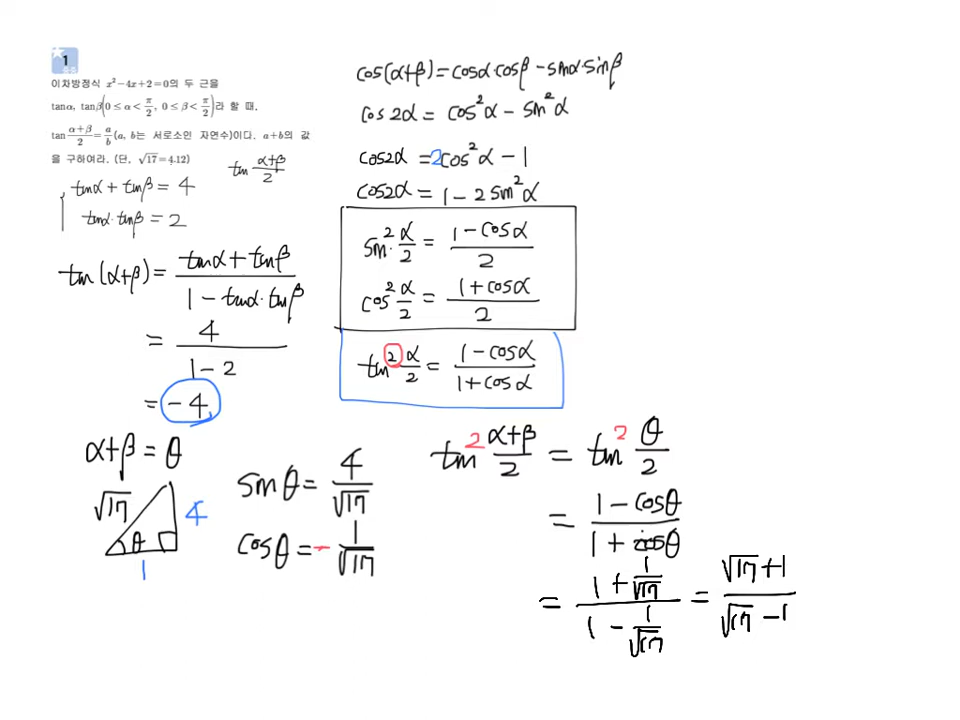 1
이차방정식 x²-4x+2=0의 두 근을
tanα, tanβ(0≤α<π/2, 0≤β<π/2)라 할 때,
tan (α+β)/2 = a/b (a, b는 서로소인 자연수)이다. a+b의 값
을 구하여라. (단, √17=4.12)
tan (α+β)/2
tanα + tanβ = 4
tanα·tanβ = 2
tan(α+β) = (tanα + tanβ)/(1 - tanα·tanβ)
= 4/(1-2)
= -4
α+β = θ
√17 4
θ
1
sinθ = 4/√17
cosθ = -1/√17
cos(α+β) = cosα·cosβ - sinα·sinβ
cos2α = cos²α - sin²α
cos2α = 2cos²α - 1
cos2α = 1 - 2sin²α
sin² α/2 = (1-cosα)/2
cos² α/2 = (1+cosα)/2
tan² α/2 = (1-cosα)/(1+cosα)
tan² (α+β)/2 = tan² θ/2
= (1-cosθ)/(1+cosθ)
= (1+1/√17)/(1-1/√17) = (√17+1)/(√17-1)